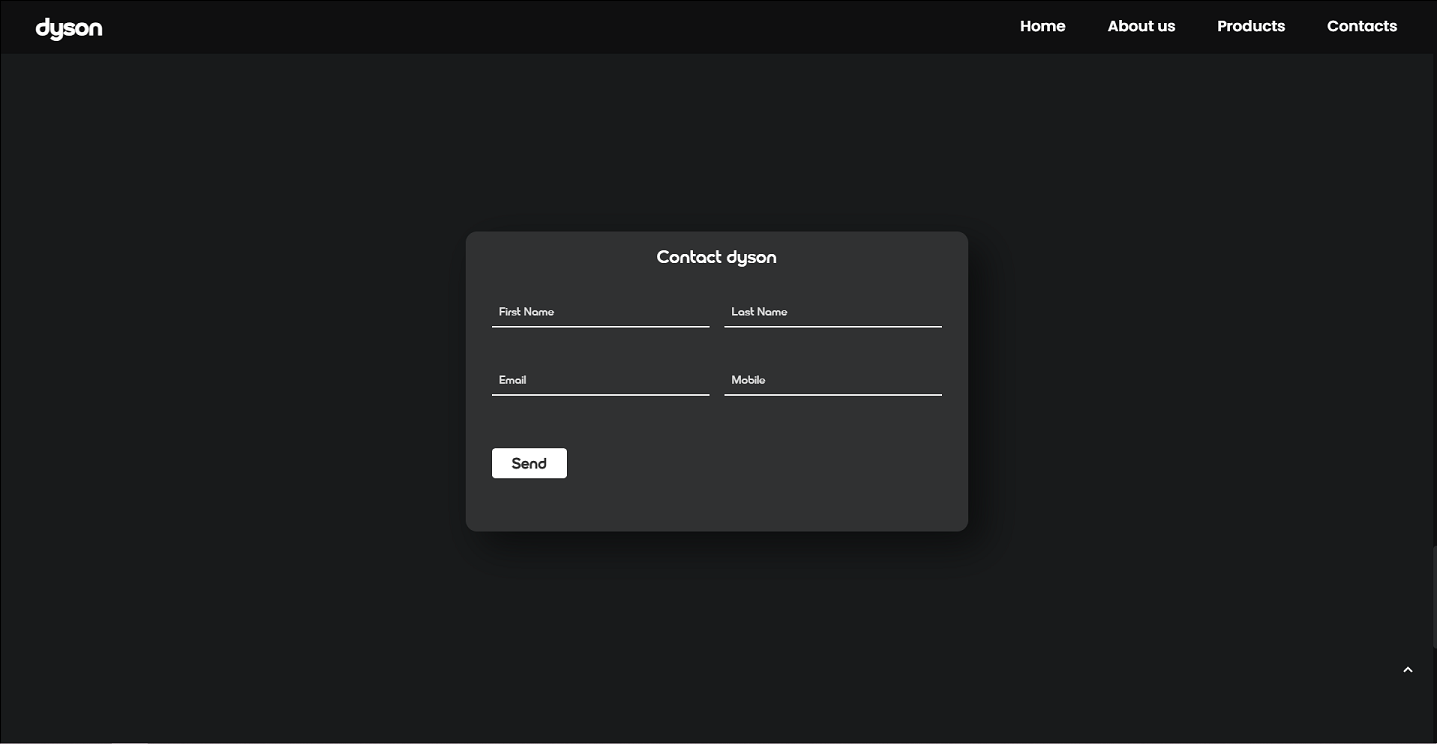 dyson
Home About us Products Contacts
Contact dyson
First Name Last Name
Email Mobile
Send